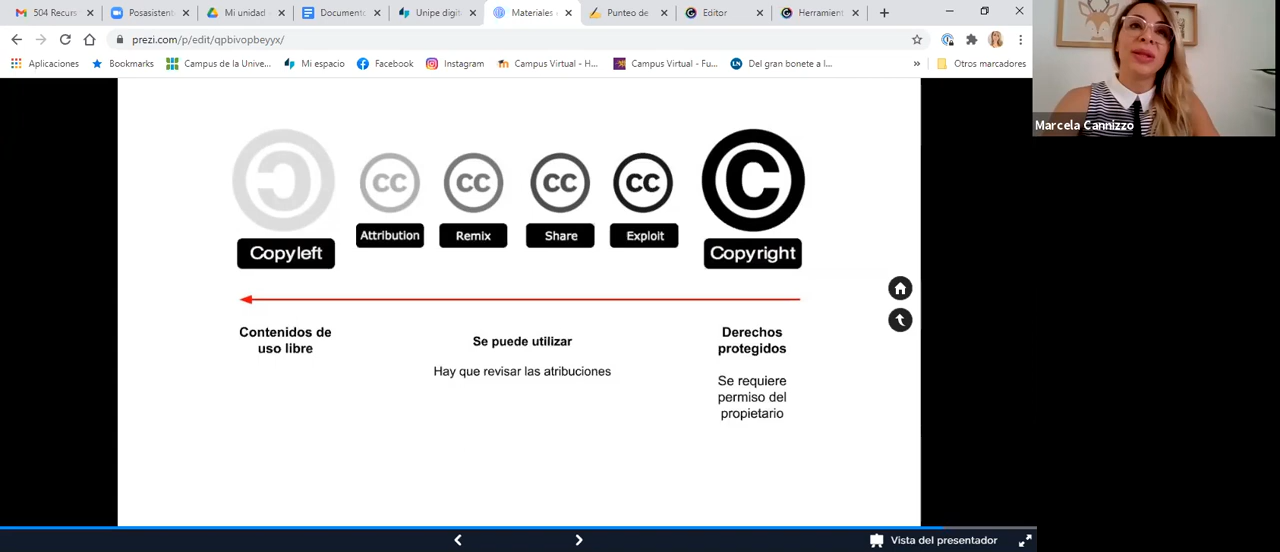 504 Recurs
Posasistent
Mi unidad
Documento
Unipe digit
Materiales
Punteo de
Editor
Herramient
prezi.com/p/edit/qpbivopbeyyx/
Aplicaciones
Bookmarks
Campus de la Unive...
Mi espacio
Facebook
Instagram
Campus Virtual - H...
Campus Virtual - Fu...
LN
Del gran bonete a l...
»
Otros marcadores
Marcela Cannizzo
C
cc
cc
cc
cc
C
Copyleft
Attribution
Remix
Share
Exploit
Copyright
Contenidos de
uso libre
Se puede utilizar
Hay que revisar las atribuciones
Derechos
protegidos
Se requiere
permiso del
propietario
Vista del presentador